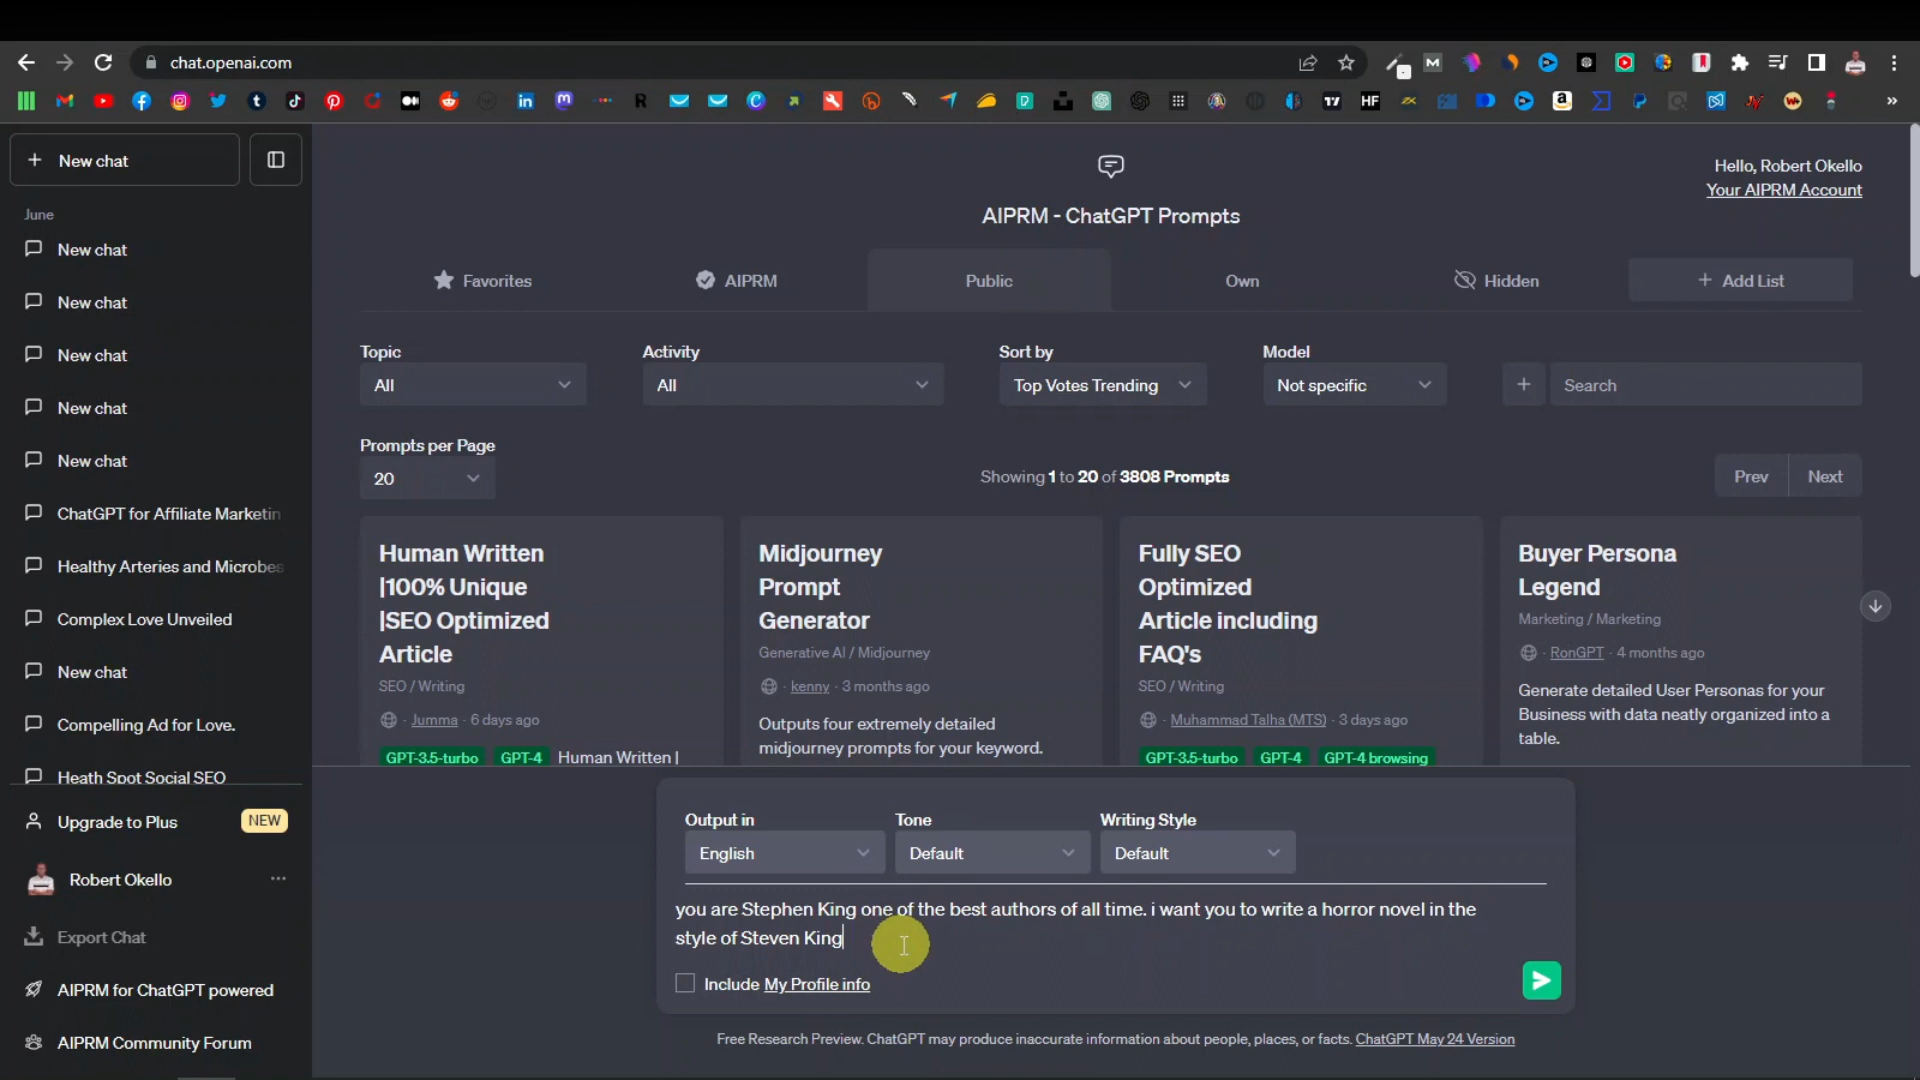 chat.openai.com
New chat
June
New chat
New chat
New chat
New chat
New chat
ChatGPT for Affiliate Marketin
Healthy Arteries and Microbes
Complex Love Unveiled
New chat
Compelling Ad for Love.
Heath Spot Social SEO
Upgrade to Plus NEW
Robert Okello
Export Chat
AIPRM for ChatGPT powered
AIPRM Community Forum
Hello, Robert Okello
Your AIPRM Account
AIPRM - ChatGPT Prompts
Favorites AIPRM Public Own Hidden + Add List
Topic Activity Sort by Model
All All Top Votes Trending Not specific + Search
Prompts per Page
20 Showing 1 to 20 of 3808 Prompts Prev Next
Human Written
|100% Unique
|SEO Optimized
Article
SEO / Writing
· Jumma · 6 days ago
GPT-3.5-turbo GPT-4 Human Written |
Midjourney
Prompt
Generator
Generative AI / Midjourney
· kenny · 3 months ago
Outputs four extremely detailed
midjourney prompts for your keyword.
Fully SEO
Optimized
Article including
FAQ's
SEO / Writing
· Muhammad Talha (MTS) · 3 days ago
GPT-3.5-turbo GPT-4 GPT-4 browsing
Buyer Persona
Legend
Marketing / Marketing
· RonGPT · 4 months ago
Generate detailed User Personas for your
Business with data neatly organized into a
table.
Output in Tone Writing Style
English Default Default
you are Stephen King one of the best authors of all time. i want you to write a horror novel in the
style of Steven King
Include My Profile info
Free Research Preview. ChatGPT may produce inaccurate information about people, places, or facts. ChatGPT May 24 Version